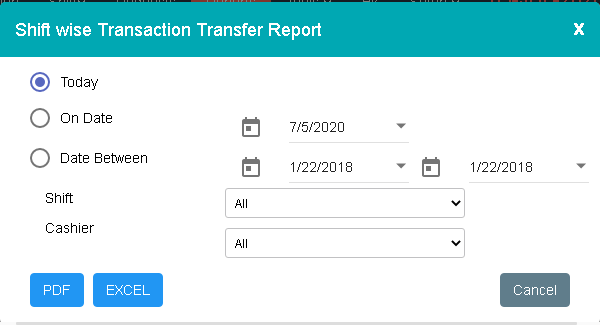 Shift wise Transaction Transfer Report X
Today
On Date 7/5/2020
Date Between 1/22/2018 1/22/2018
Shift All
Cashier All
PDF EXCEL Cancel